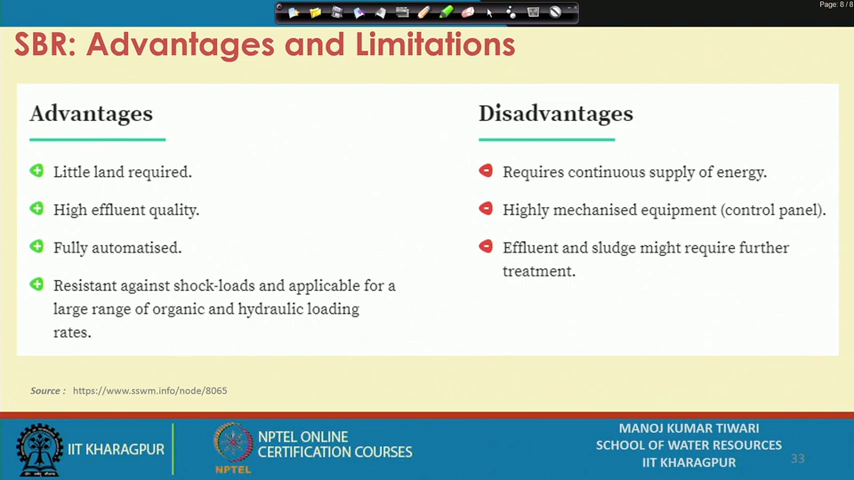 Page: 8 / 8
SBR: Advantages and Limitations
Advantages
Little land required.
High effluent quality.
Fully automatised.
Resistant against shock-loads and applicable for a
large range of organic and hydraulic loading
rates.
Disadvantages
Requires continuous supply of energy.
Highly mechanised equipment (control panel).
Effluent and sludge might require further
treatment.
Source : https://www.sswm.info/node/8065
IIT KHARAGPUR
NPTEL
NPTEL ONLINE
CERTIFICATION COURSES
MANOJ KUMAR TIWARI
SCHOOL OF WATER RESOURCES
IIT KHARAGPUR
33